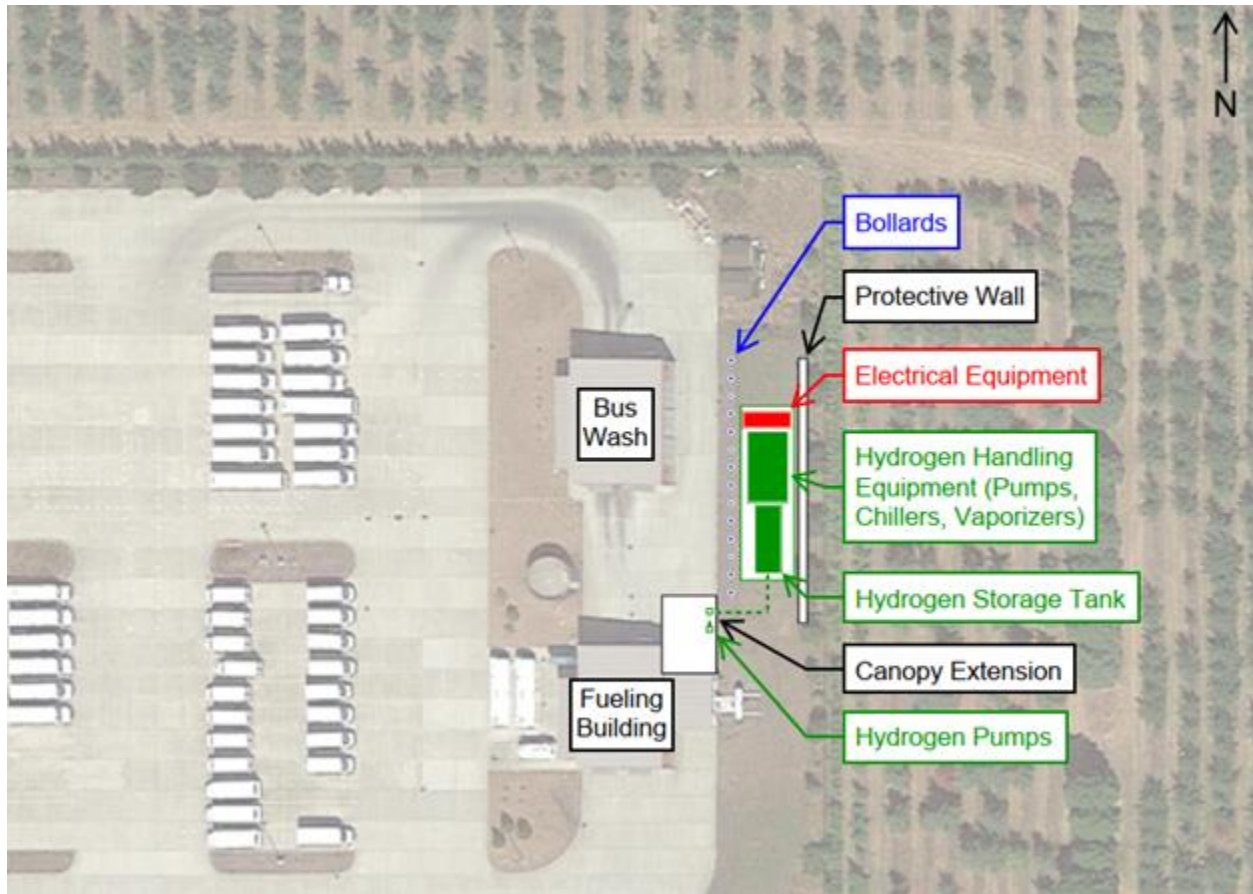 N
Bollards
Protective Wall
Electrical Equipment
Bus
Wash
Hydrogen Handling
Equipment (Pumps,
Chillers, Vaporizers)
Hydrogen Storage Tank
Canopy Extension
Fueling
Building
Hydrogen Pumps